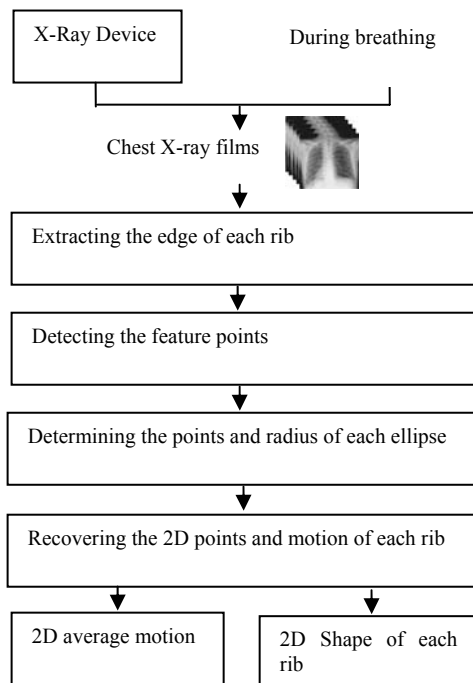 X-Ray Device
During breathing
Chest X-ray films
Extracting the edge of each rib
Detecting the feature points
Determining the points and radius of each ellipse
Recovering the 2D points and motion of each rib
2D average motion
2D Shape of each
rib